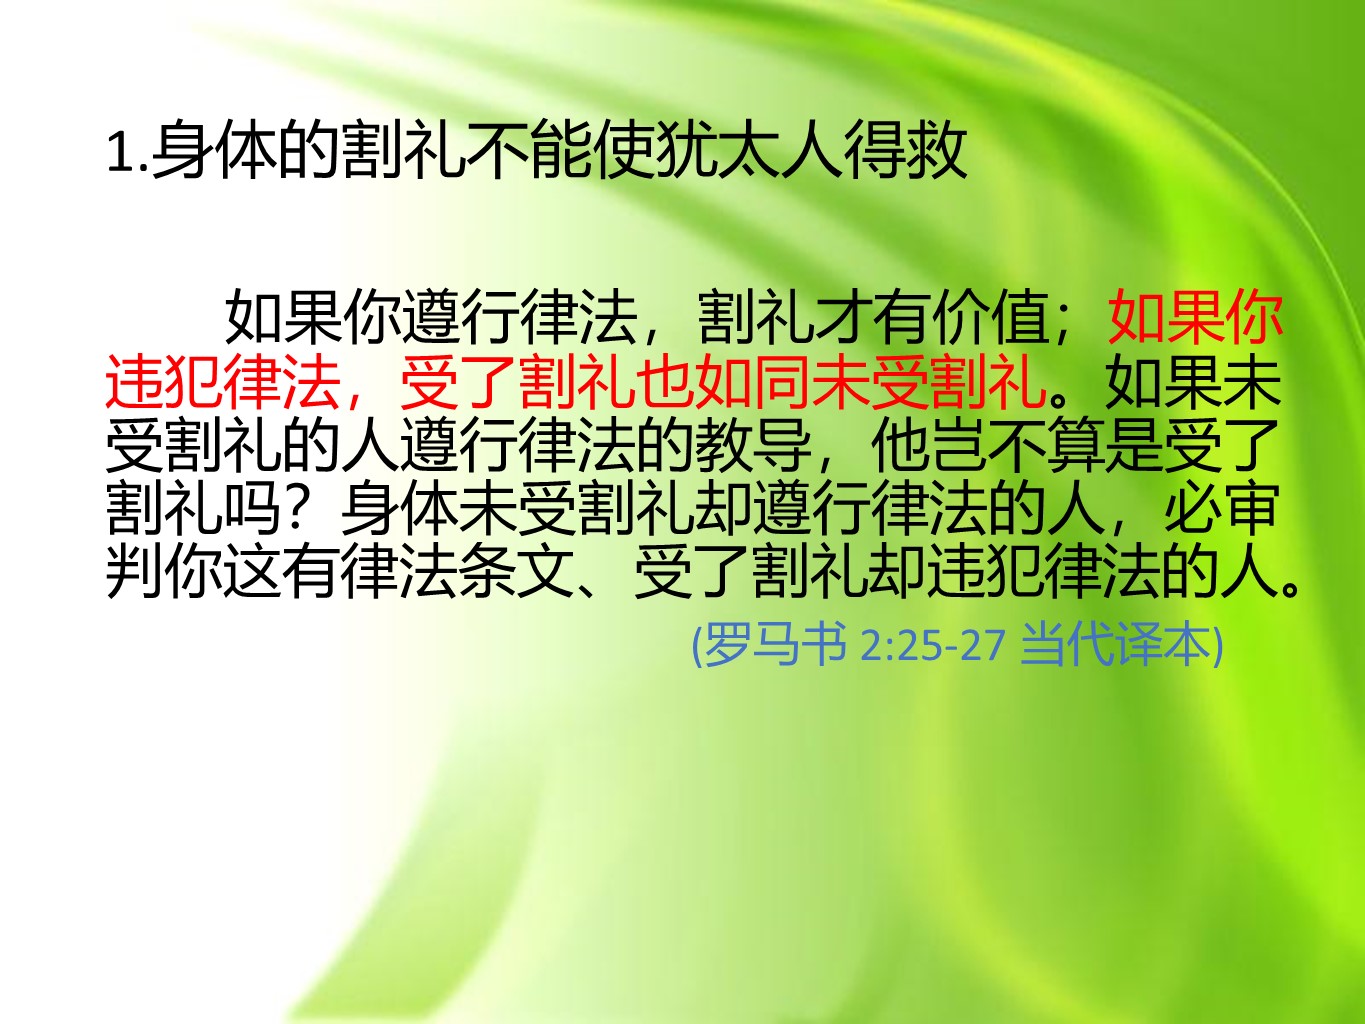 1.身体的割礼不能使犹太人得救
如果你遵行律法，割礼才有价值；如果你
违犯律法，受了割礼也如同未受割礼。如果未
受割礼的人遵行律法的教导，他岂不算是受了
割礼吗？身体未受割礼却遵行律法的人，必审
判你这有律法条文、受了割礼却违犯律法的人。
(罗马书 2:25-27 当代译本)